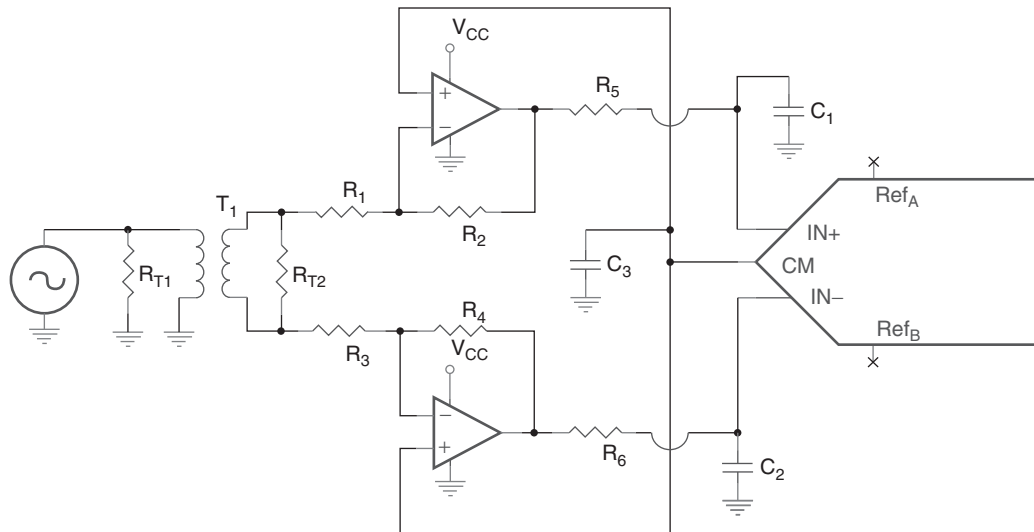 V_CC
+
−
R_5
C_1
R_1
T_1
R_2
Ref_A
IN+
R_T1
R_T2
C_3
CM
IN−
R_4
R_3
V_CC
Ref_B
−
+
R_6
C_2